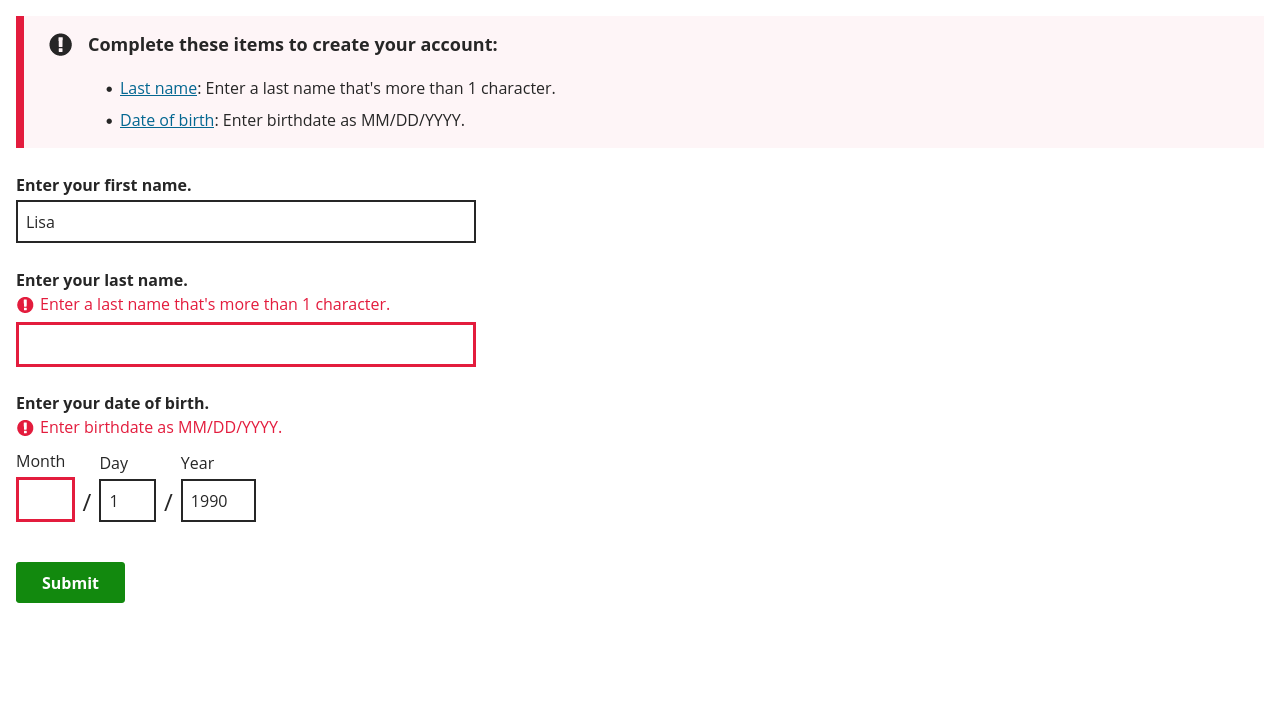 Complete these items to create your account:
• Last name: Enter a last name that's more than 1 character.
• Date of birth: Enter birthdate as MM/DD/YYYY.
Enter your first name.
Lisa
Enter your last name.
Enter a last name that's more than 1 character.
Enter your date of birth.
Enter birthdate as MM/DD/YYYY.
Month Day Year
/ 1 / 1990
Submit